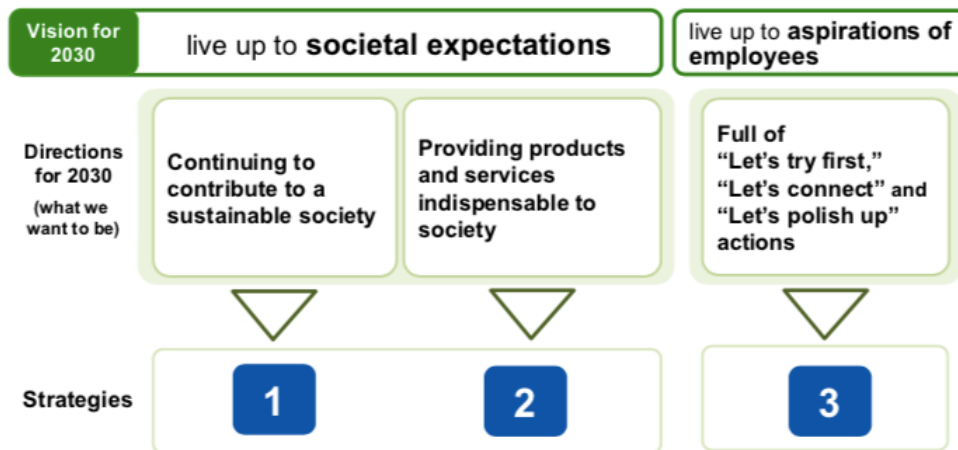 Vision for
2030
live up to societal expectations
live up to aspirations of
employees
Directions
for 2030
(what we
want to be)
Continuing to
contribute to a
sustainable society
Providing products
and services
indispensable to
society
Full of
“Let’s try first,”
“Let’s connect” and
“Let’s polish up”
actions
Strategies
1
2
3